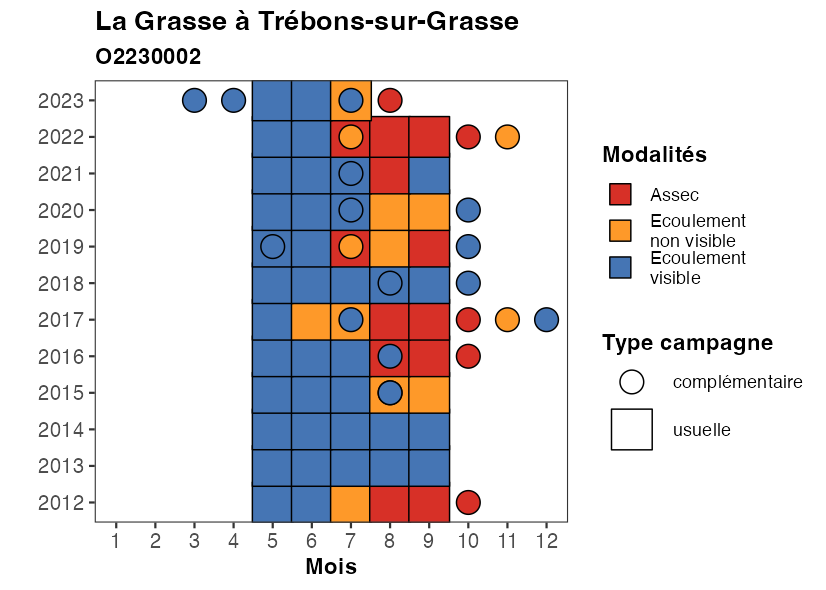 La Grasse à Trébons-sur-Grasse
O2230002
2023
2022
2021
2020
2019
2018
2017
2016
2015
2014
2013
2012
1 2 3 4 5 6 7 8 9 10 11 12
Mois
Modalités
Assec
Ecoulement
non visible
Ecoulement
visible
Type campagne
complémentaire
usuelle